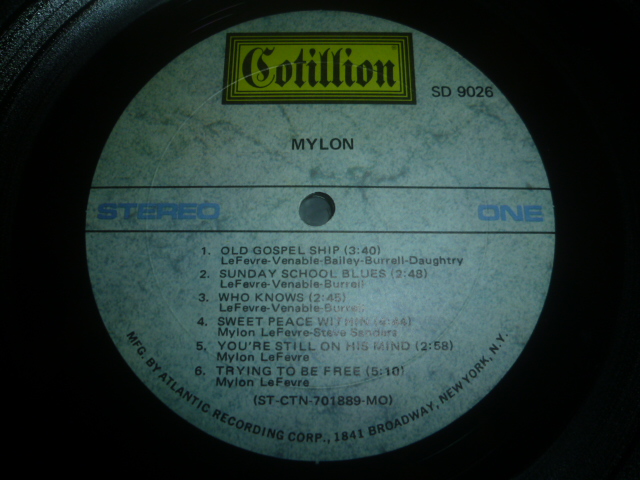 Cotillion
SD 9026
MYLON
STEREO
ONE
1. OLD GOSPEL SHIP (3:40)
LeFevre-Venable-Bailey-Burrell-Daughtry
2. SUNDAY SCHOOL BLUES (2:48)
LeFevre-Venable-Burrell
3. WHO KNOWS (2:45)
LeFevre-Venable-Burrell
4. SWEET PEACE WITHIN
Mylon LeFevre-Steve Sanders
5. YOU'RE STILL ON HIS MIND (2:58)
Mylon LeFevre
6. TRYING TO BE FREE (5:10)
Mylon LeFevre
(ST-CTN-701889-MO)
MFG. BY ATLANTIC RECORDING CORP., 1841 BROADWAY, NEW YORK, N.Y.